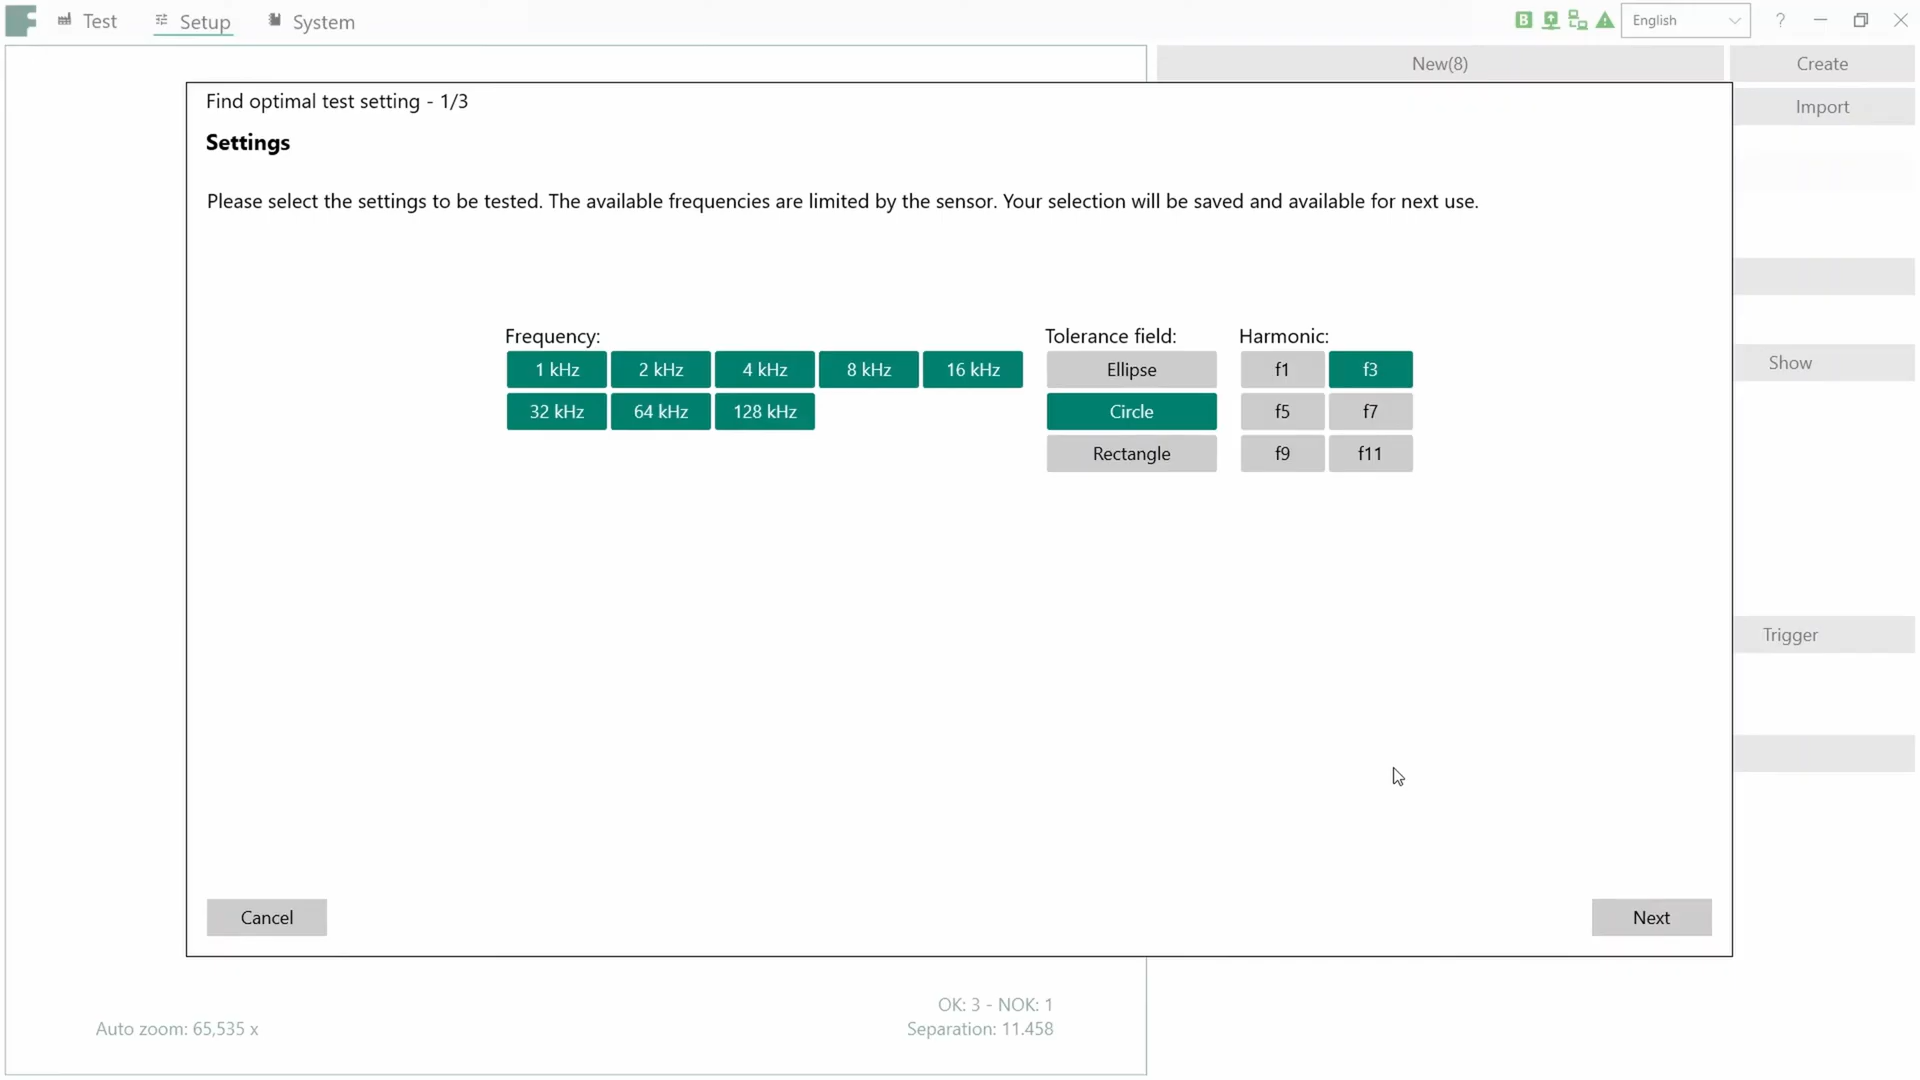 Test
Setup
System
B
English
?
New(8)
Create
Import
Find optimal test setting - 1/3
Settings
Please select the settings to be tested. The available frequencies are limited by the sensor. Your selection will be saved and available for next use.
Frequency:
1 kHz
2 kHz
4 kHz
8 kHz
16 kHz
32 kHz
64 kHz
128 kHz
Tolerance field:
Ellipse
Circle
Rectangle
Harmonic:
f1
f3
f5
f7
f9
f11
Show
Trigger
Cancel
Next
OK: 3 - NOK: 1
Auto zoom: 65,535 x
Separation: 11.458